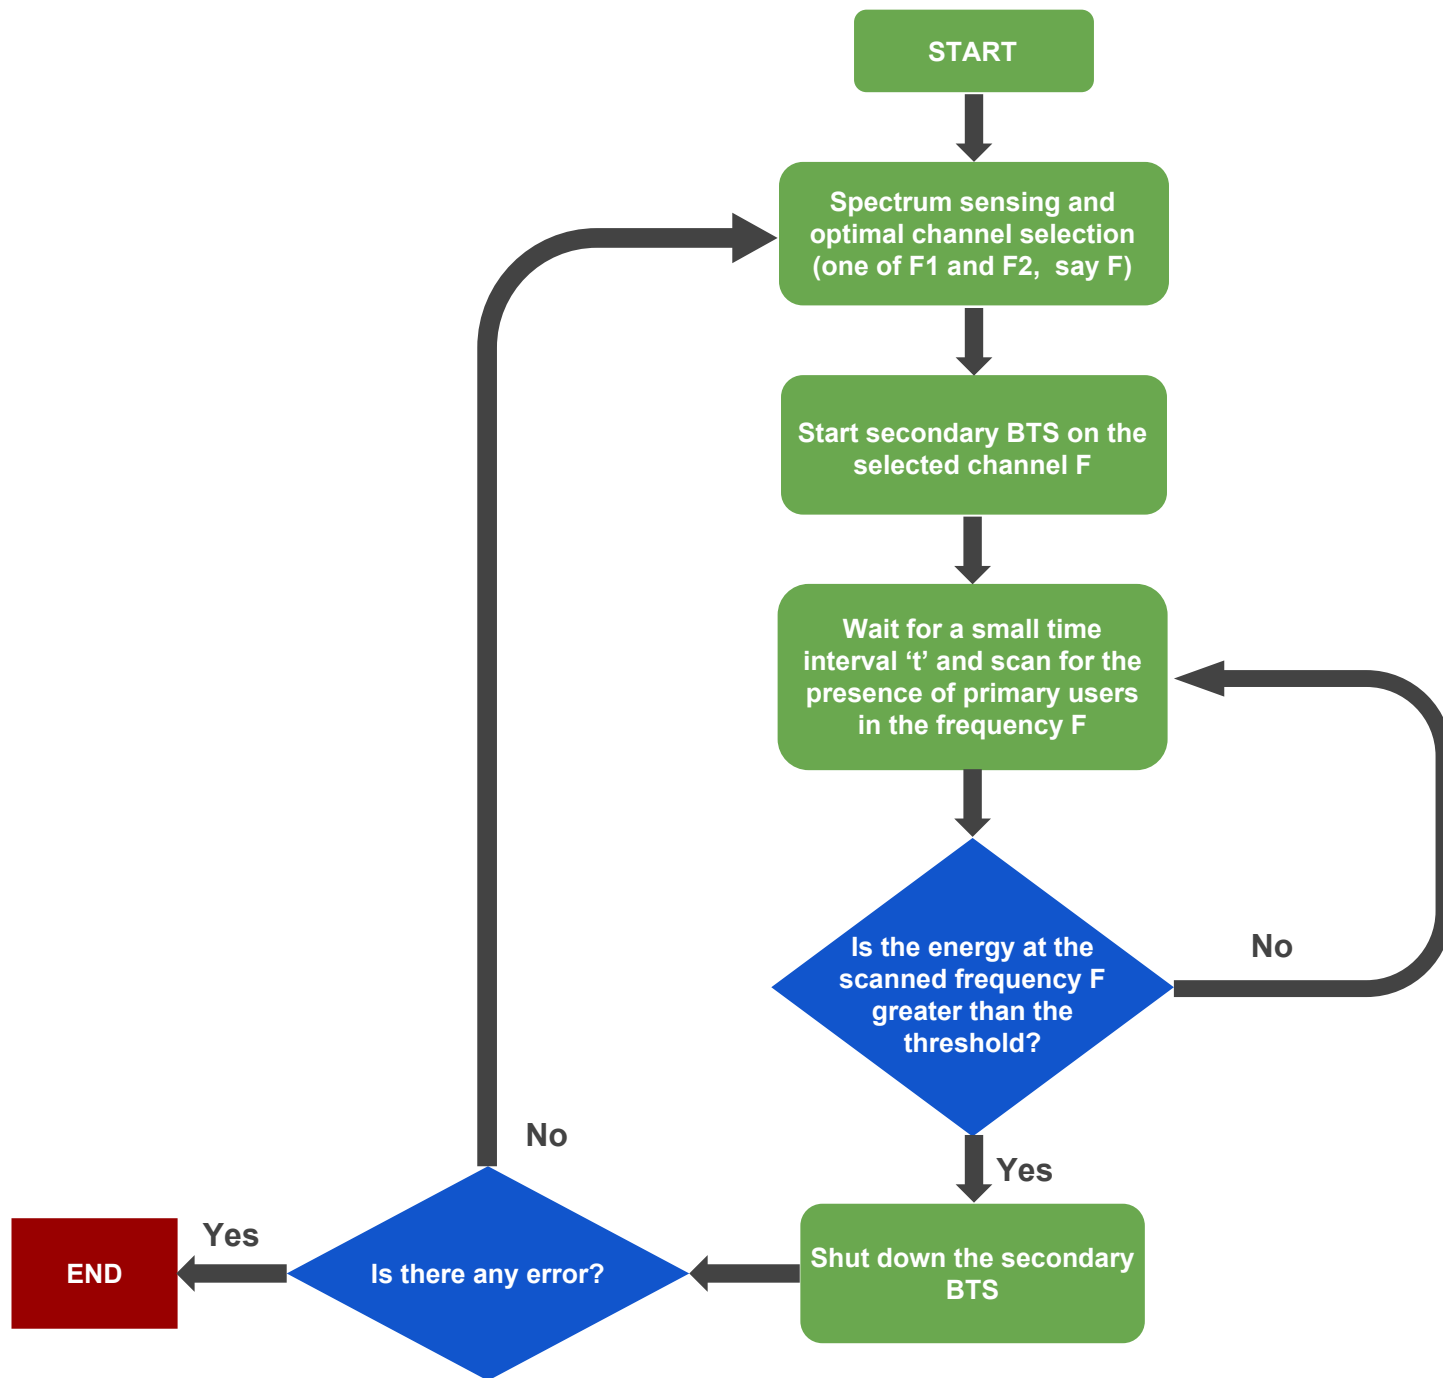 START
Spectrum sensing and
optimal channel selection
(one of F1 and F2,  say F)
Start secondary BTS on the
selected channel F
Wait for a small time
interval ‘t’ and scan for the
presence of primary users
in the frequency F
Is the energy at the
scanned frequency F
greater than the
threshold?
No
Yes
Shut down the secondary
BTS
Is there any error?
No
Yes
END